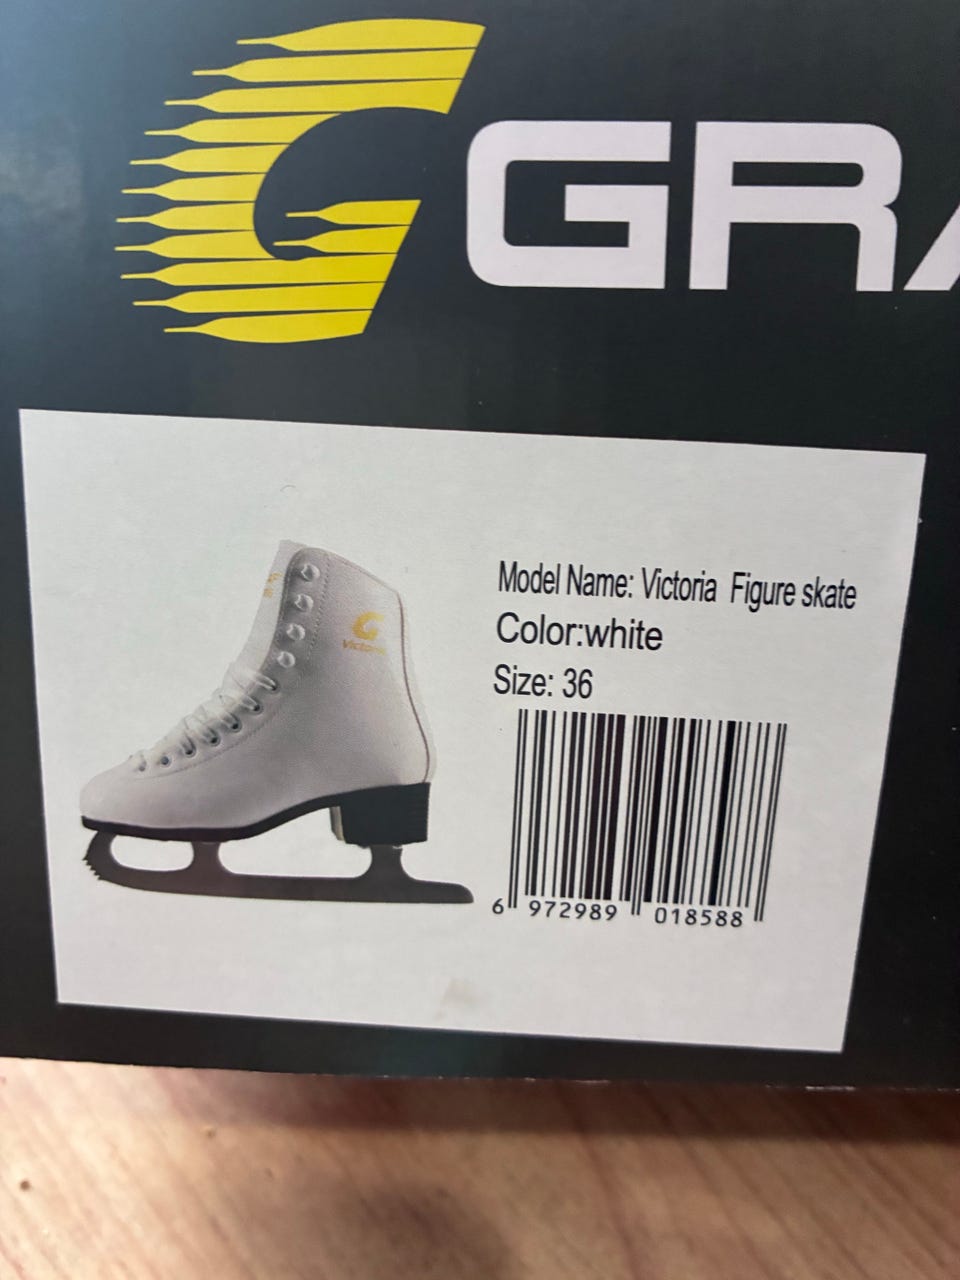 GRA
Model Name: Victoria Figure skate
Color:white
Size: 36
Victoria
6 972989 018588